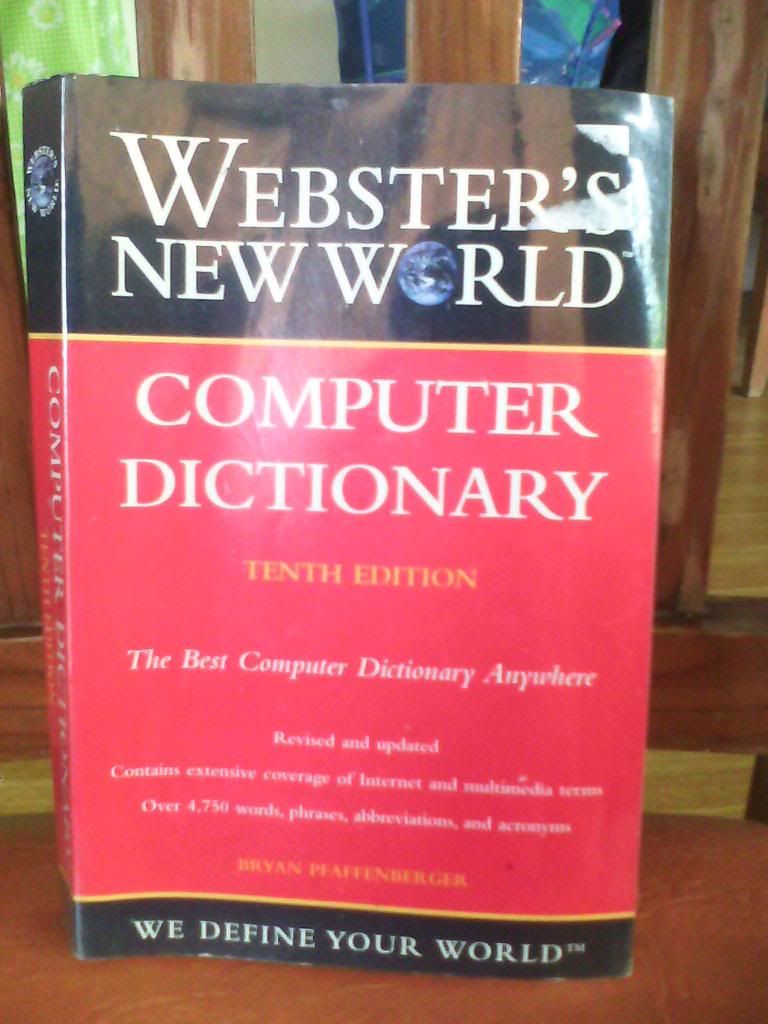 WEBSTER'S
NEW WORLD™
COMPUTER
DICTIONARY
TENTH EDITION
The Best Computer Dictionary Anywhere
Revised and updated
Contains extensive coverage of Internet and multimedia terms
Over 4,750 words, phrases, abbreviations, and acronyms
BRYAN PFAFFENBERGER
WE DEFINE YOUR WORLD™
COMPUTER DICTIONARY
TENTH EDITION